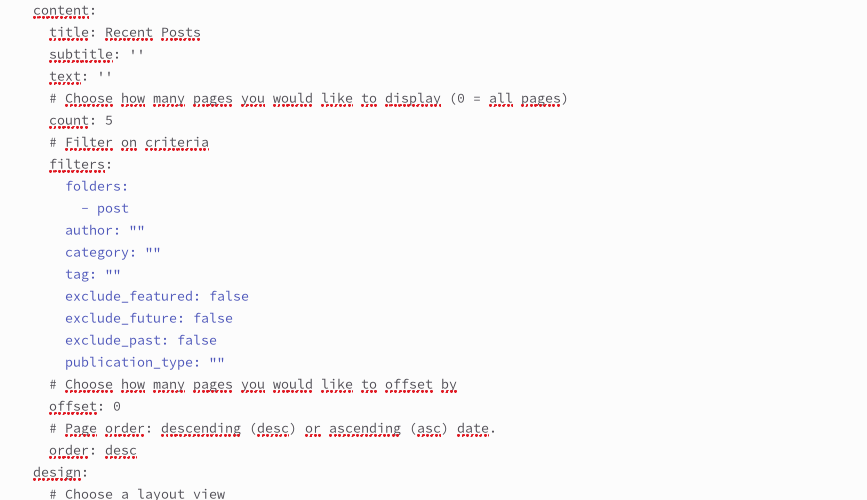 content:
title: Recent Posts
subtitle: ''
text: ''
# Choose how many pages you would like to display (0 = all pages)
count: 5
# Filter on criteria
filters:
folders:
- post
author: ""
category: ""
tag: ""
exclude_featured: false
exclude_future: false
exclude_past: false
publication_type: ""
# Choose how many pages you would like to offset by
offset: 0
# Page order: descending (desc) or ascending (asc) date.
order: desc
design:
# Choose a layout view